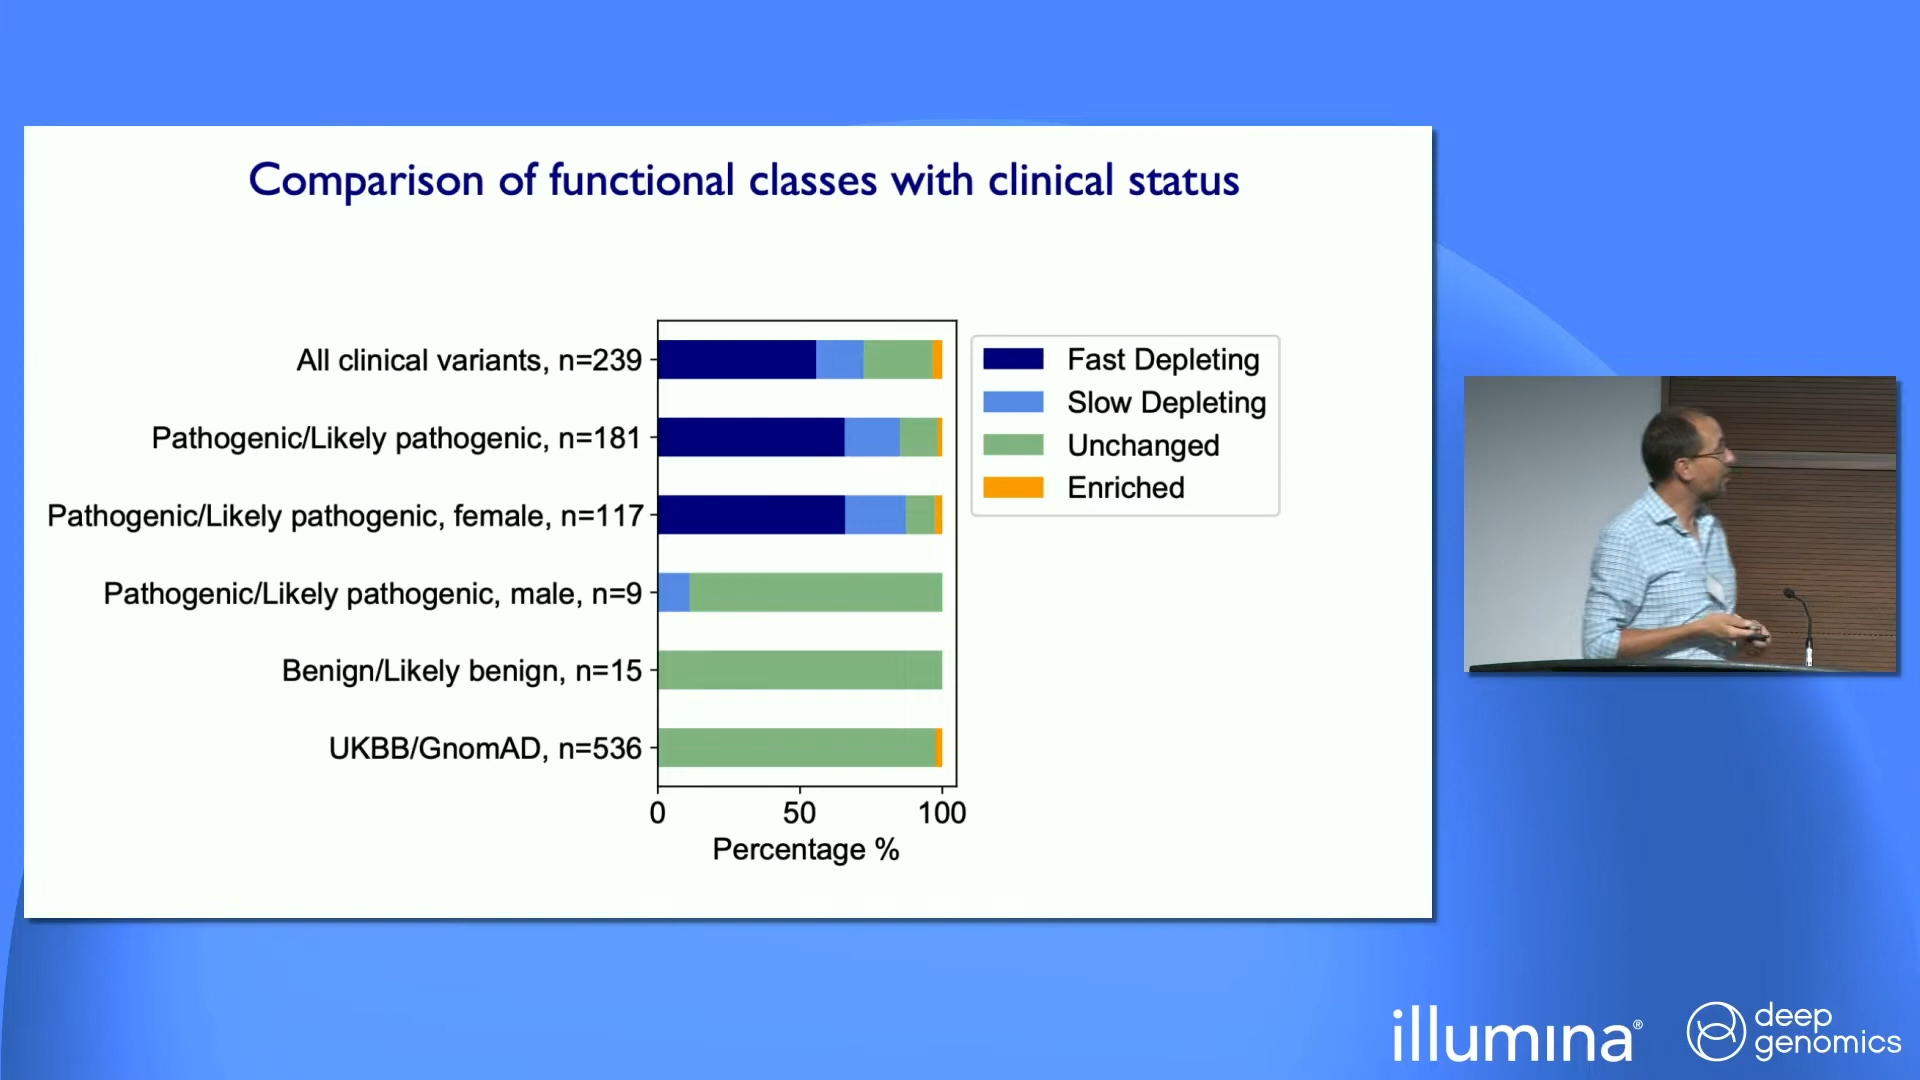 Comparison of functional classes with clinical status
All clinical variants, n=239
Pathogenic/Likely pathogenic, n=181
Pathogenic/Likely pathogenic, female, n=117
Pathogenic/Likely pathogenic, male, n=9
Benign/Likely benign, n=15
UKBB/GnomAD, n=536
0 50 100
Percentage %
Fast Depleting
Slow Depleting
Unchanged
Enriched
illumina®
deep
genomics